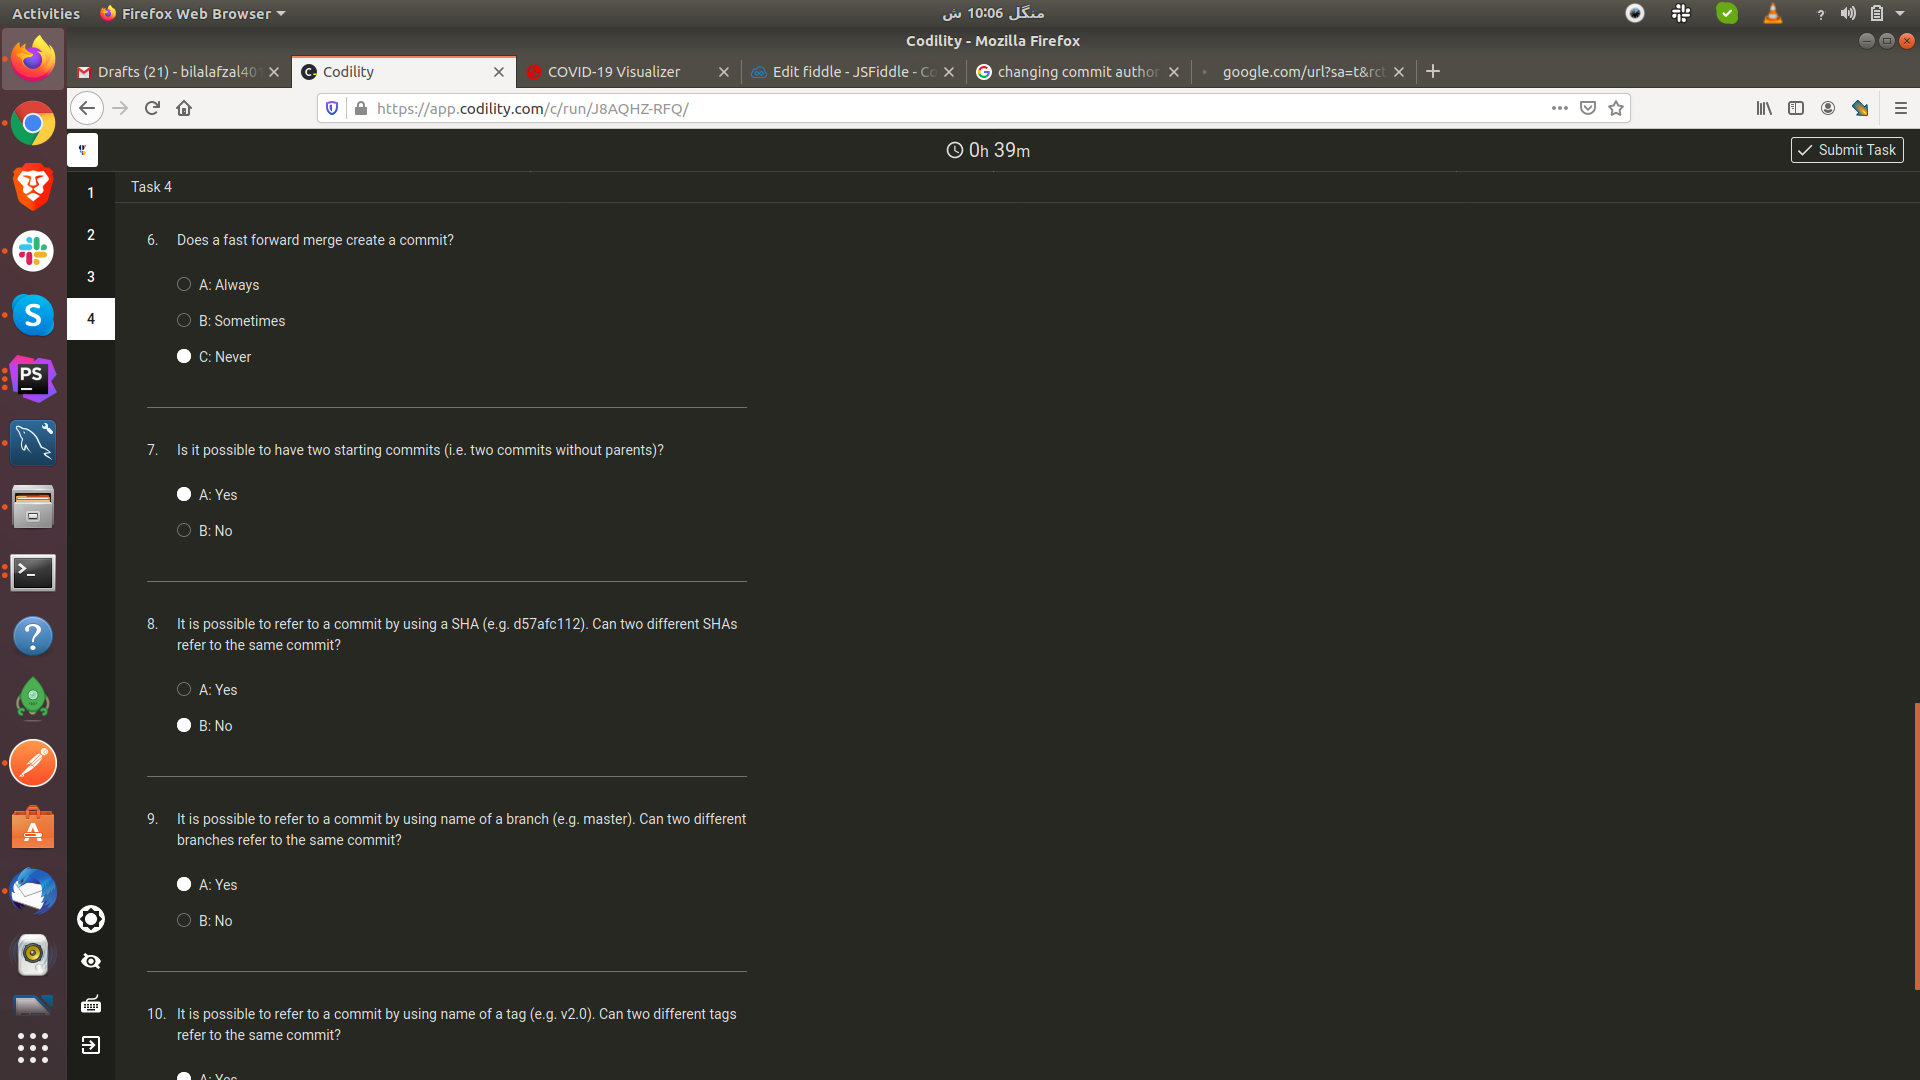 Activities
Firefox Web Browser
منگل 10:06 ش
Codility - Mozilla Firefox
Drafts (21) - bilalafzal401
Codility
COVID-19 Visualizer
Edit fiddle - JSFiddle - Co
changing commit author
google.com/url?sa=t&rct
https://app.codility.com/c/run/J8AQHZ-RFQ/
0h 39m
Submit Task
1
2
3
4
Task 4
6. Does a fast forward merge create a commit?
A: Always
B: Sometimes
C: Never
7. Is it possible to have two starting commits (i.e. two commits without parents)?
A: Yes
B: No
8. It is possible to refer to a commit by using a SHA (e.g. d57afc112). Can two different SHAs
refer to the same commit?
A: Yes
B: No
9. It is possible to refer to a commit by using name of a branch (e.g. master). Can two different
branches refer to the same commit?
A: Yes
B: No
10. It is possible to refer to a commit by using name of a tag (e.g. v2.0). Can two different tags
refer to the same commit?
A: Yes
PS